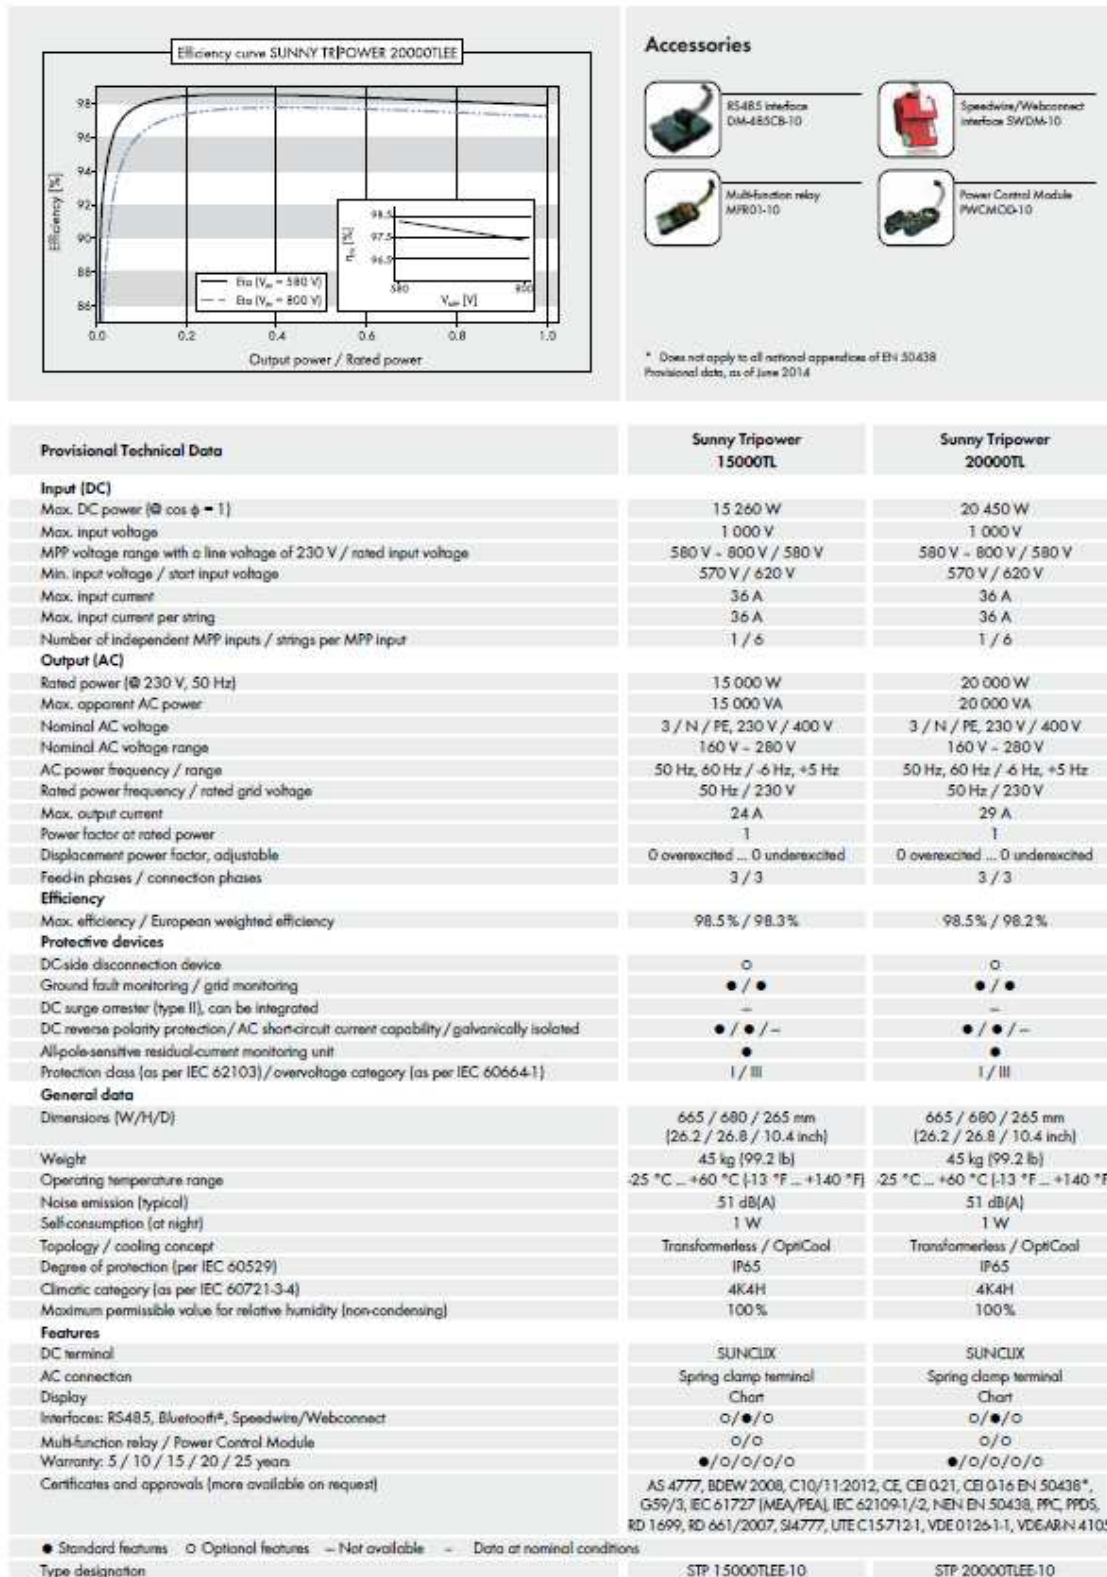 Efficiency curve SUNNY TRIPOWER 20000TLEE
Efficiency [%]
98
96
94
92
90
88
86
Eta (V = 580 V)
Eta (V = 800 V)
98.5
97.5
96.5
[%]
580
800
[V]
0.0 0.2 0.4 0.6 0.8 1.0
Output power / Rated power
Accessories
RS485 interface
DM-485CB-10
Speedwire/Webconnect
interface SWDM-10
Multi-function relay
MFR01-10
Power Control Module
PWCMOD-10
* Does not apply to all national appendices of EN 50438
Provisional data, as of June 2014
Provisional Technical Data Sunny Tripower 15000TL Sunny Tripower 20000TL
Input (DC)
Max. DC power (@ cos ϕ = 1) 15 260 W 20 450 W
Max. input voltage 1 000 V 1 000 V
MPP voltage range with a line voltage of 230 V / rated input voltage 580 V – 800 V / 580 V 580 V – 800 V / 580 V
Min. input voltage / start input voltage 570 V / 620 V 570 V / 620 V
Max. input current 36 A 36 A
Max. input current per string 36 A 36 A
Number of independent MPP inputs / strings per MPP input 1 / 6 1 / 6
Output (AC)
Rated power (@ 230 V, 50 Hz) 15 000 W 20 000 W
Max. apparent AC power 15 000 VA 20 000 VA
Nominal AC voltage 3 / N / PE, 230 V / 400 V 3 / N / PE, 230 V / 400 V
Nominal AC voltage range 160 V – 280 V 160 V – 280 V
AC power frequency / range 50 Hz, 60 Hz / -6 Hz, +5 Hz 50 Hz, 60 Hz / -6 Hz, +5 Hz
Rated power frequency / rated grid voltage 50 Hz / 230 V 50 Hz / 230 V
Max. output current 24 A 29 A
Power factor at rated power 1 1
Displacement power factor, adjustable 0 overexcited ... 0 underexcited 0 overexcited ... 0 underexcited
Feed-in phases / connection phases 3 / 3 3 / 3
Efficiency
Max. efficiency / European weighted efficiency 98.5% / 98.3% 98.5% / 98.2%
Protective devices
DC-side disconnection device ○ ○
Ground fault monitoring / grid monitoring ● / ● ● / ●
DC surge arrester (type II), can be integrated – –
DC reverse polarity protection / AC short-circuit current capability / galvanically isolated ● / ● / – ● / ● / –
All-pole-sensitive residual-current monitoring unit ● ●
Protection class (as per IEC 62103) / overvoltage category (as per IEC 60664-1) I / III I / III
General data
Dimensions (W/H/D) 665 / 680 / 265 mm 665 / 680 / 265 mm
(26.2 / 26.8 / 10.4 inch) (26.2 / 26.8 / 10.4 inch)
Weight 45 kg (99.2 lb) 45 kg (99.2 lb)
Operating temperature range -25 °C ... +60 °C (-13 °F ... +140 °F) -25 °C ... +60 °C (-13 °F ... +140 °F
Noise emission (typical) 51 dB(A) 51 dB(A)
Self-consumption (at night) 1 W 1 W
Topology / cooling concept Transformerless / OptiCool Transformerless / OptiCool
Degree of protection (per IEC 60529) IP65 IP65
Climatic category (as per IEC 60721-3-4) 4K4H 4K4H
Maximum permissible value for relative humidity (non-condensing) 100% 100%
Features
DC terminal SUNCLIX SUNCLIX
AC connection Spring clamp terminal Spring clamp terminal
Display Chart Chart
Interfaces: RS485, Bluetooth®, Speedwire/Webconnect ○/●/○ ○/●/○
Multi-function relay / Power Control Module ○/○ ○/○
Warranty: 5 / 10 / 15 / 20 / 25 years ●/○/○/○/○ ●/○/○/○/○
Certificates and approvals (more available on request) AS 4777, BDEW 2008, C10/11:2012, CE, CEI 0-21, CEI 0-16 EN 50438*,
G59/3, IEC 61727 (MEA/PEA), IEC 62109-1/-2, NEN EN 50438, PPC, PPDS,
RD 1699, RD 661/2007, SI4777, UTE C15-712-1, VDE 0126-1-1, VDE-AR-N 4105
● Standard features ○ Optional features – Not available – Data at nominal conditions
Type designation STP 15000TLEE-10 STP 20000TLEE-10